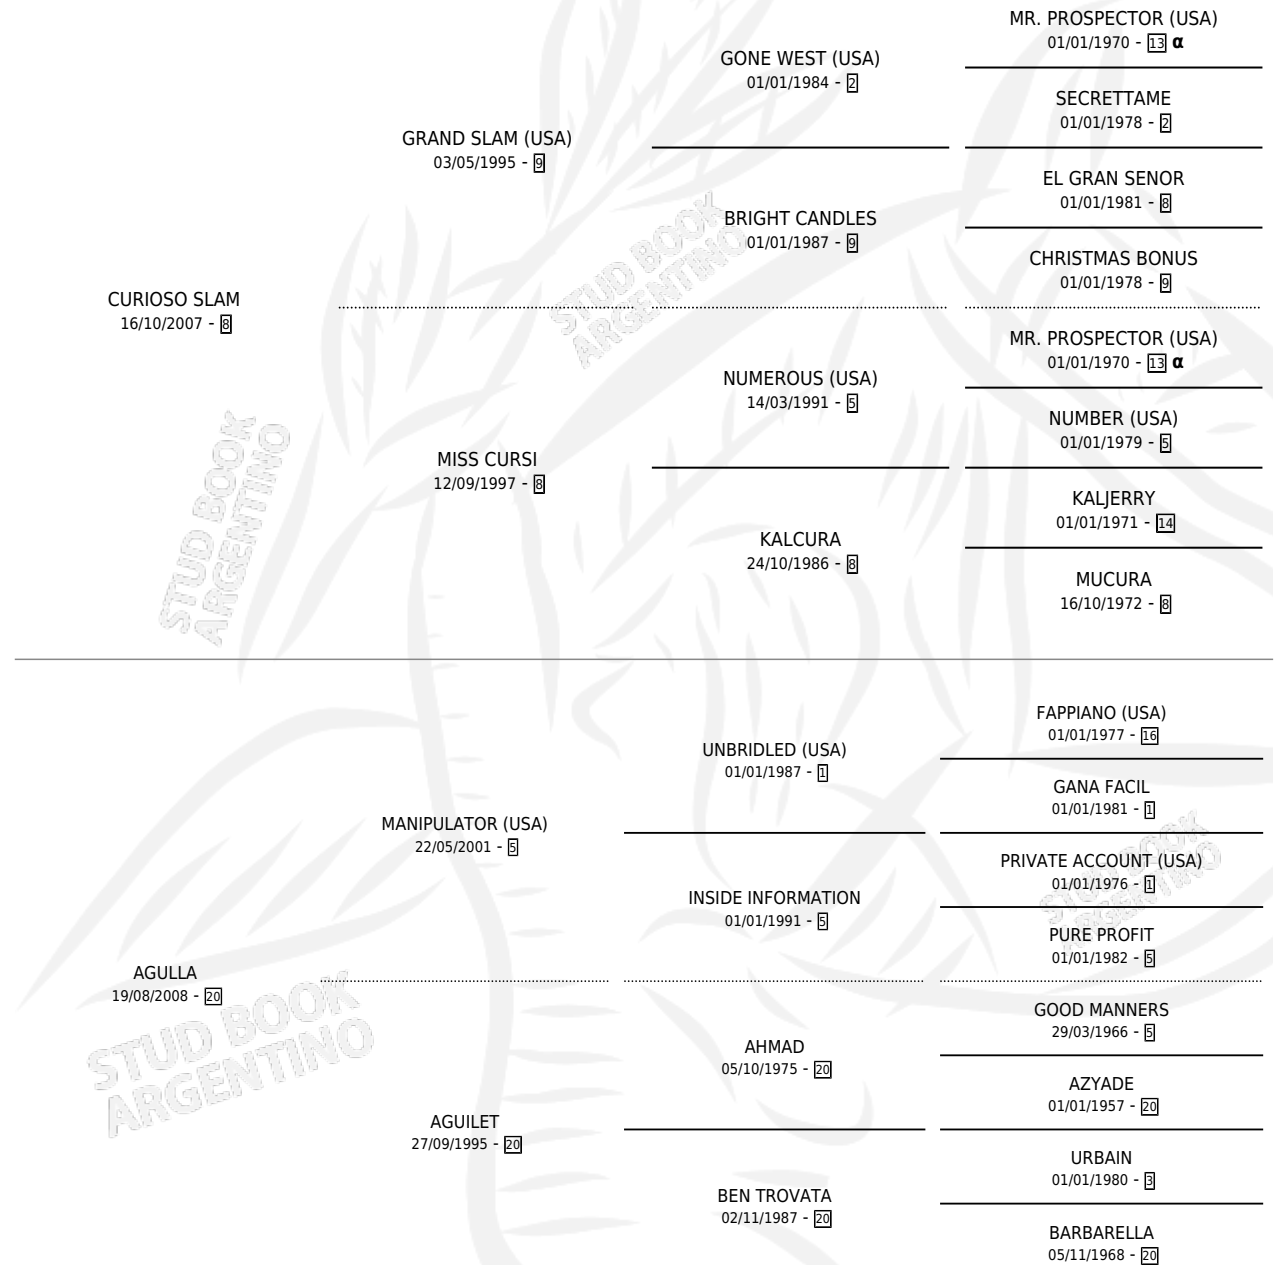 MR. PROSPECTOR (USA)
01/01/1970 - 13 α
GONE WEST (USA)
01/01/1984 - 2
SECRETTAME
01/01/1978 - 2
GRAND SLAM (USA)
03/05/1995 - 9
EL GRAN SENOR
01/01/1981 - 8
BRIGHT CANDLES
01/01/1987 - 9
CHRISTMAS BONUS
01/01/1978 - 9
CURIOSO SLAM
16/10/2007 - 8
MR. PROSPECTOR (USA)
01/01/1970 - 13 α
NUMEROUS (USA)
14/03/1991 - 5
NUMBER (USA)
01/01/1979 - 5
MISS CURSI
12/09/1997 - 8
KALJERRY
01/01/1971 - 14
KALCURA
24/10/1986 - 8
MUCURA
16/10/1972 - 8
FAPPIANO (USA)
01/01/1977 - 16
UNBRIDLED (USA)
01/01/1987 - 1
GANA FACIL
01/01/1981 - 1
MANIPULATOR (USA)
22/05/2001 - 5
PRIVATE ACCOUNT (USA)
01/01/1976 - 1
INSIDE INFORMATION
01/01/1991 - 5
PURE PROFIT
01/01/1982 - 5
AGULLA
19/08/2008 - 20
GOOD MANNERS
29/03/1966 - 5
AHMAD
05/10/1975 - 20
AZYADE
01/01/1957 - 20
AGUILET
27/09/1995 - 20
URBAIN
01/01/1980 - 3
BEN TROVATA
02/11/1987 - 20
BARBARELLA
05/11/1968 - 20
STUD BOOK
ARGENTINO
STUD BOOK
ARGENTINO
STUD BOOK
ARGENTINO
STUD BOOK
ARGENTINO